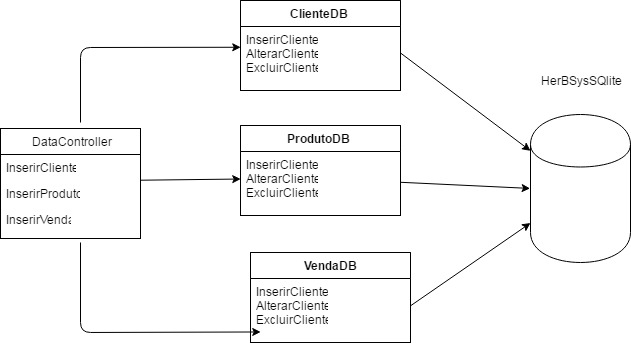 ClienteDB
InserirCliente
AlterarCliente
ExcluirCliente
HerBSysSQlite
DataController
InserirCliente
InserirProduto
InserirVenda
ProdutoDB
InserirCliente
AlterarCliente
ExcluirCliente
VendaDB
InserirCliente
AlterarCliente
ExcluirCliente